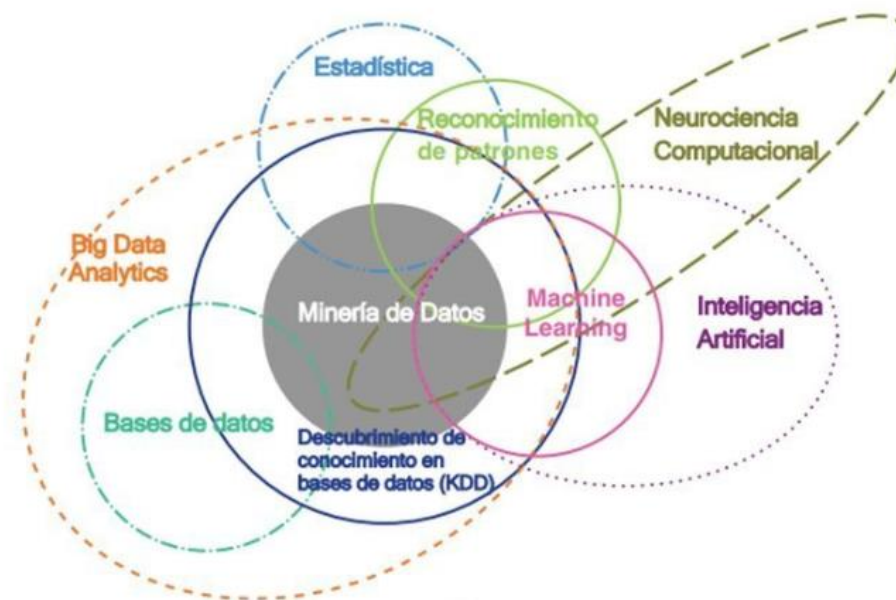 Estadística
Reconocimiento
de patrones
Neurociencia
Computacional
Big Data
Analytics
Minería de Datos
Machine
Learning
Inteligencia
Artificial
Bases de datos
Descubrimiento de
conocimiento en
bases de datos (KDD)